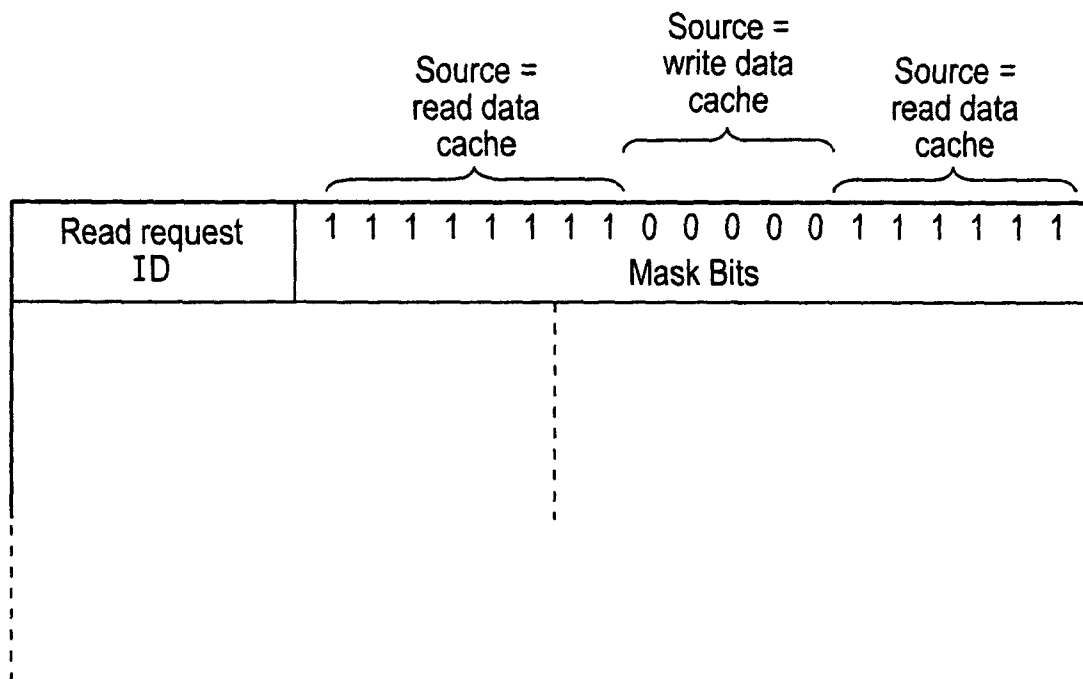 Source =
read data
cache
Source =
write data
cache
Source =
read data
cache
Read request
ID
1 1 1 1 1 1 1 1 0 0 0 0 0 1 1 1 1 1 1
Mask Bits